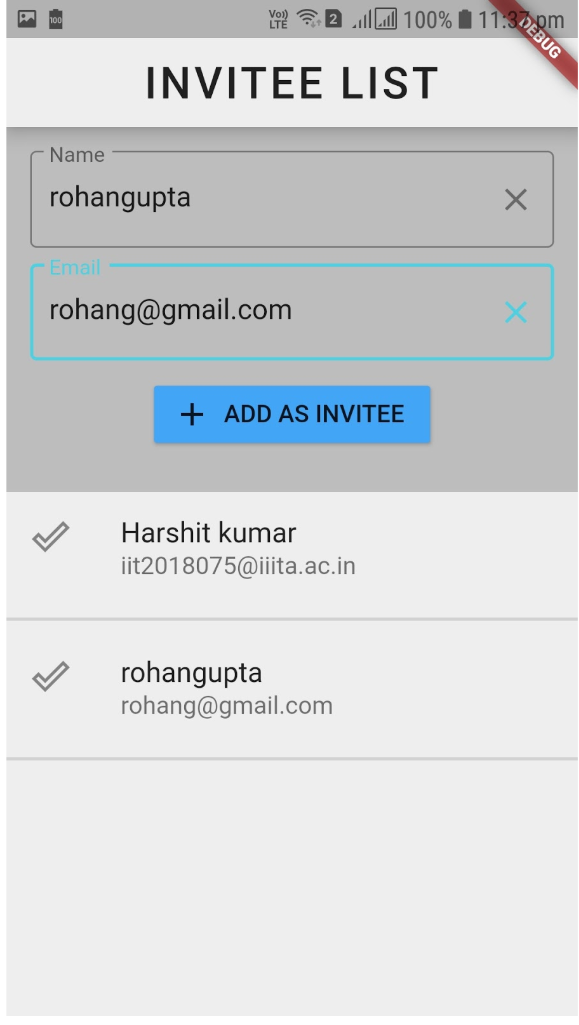 100
Vo))
LTE
2
100%
11:37 pm
DEBUG
INVITEE LIST
Name
rohangupta
Email
rohang@gmail.com
ADD AS INVITEE
Harshit kumar
iit2018075@iiita.ac.in
rohangupta
rohang@gmail.com